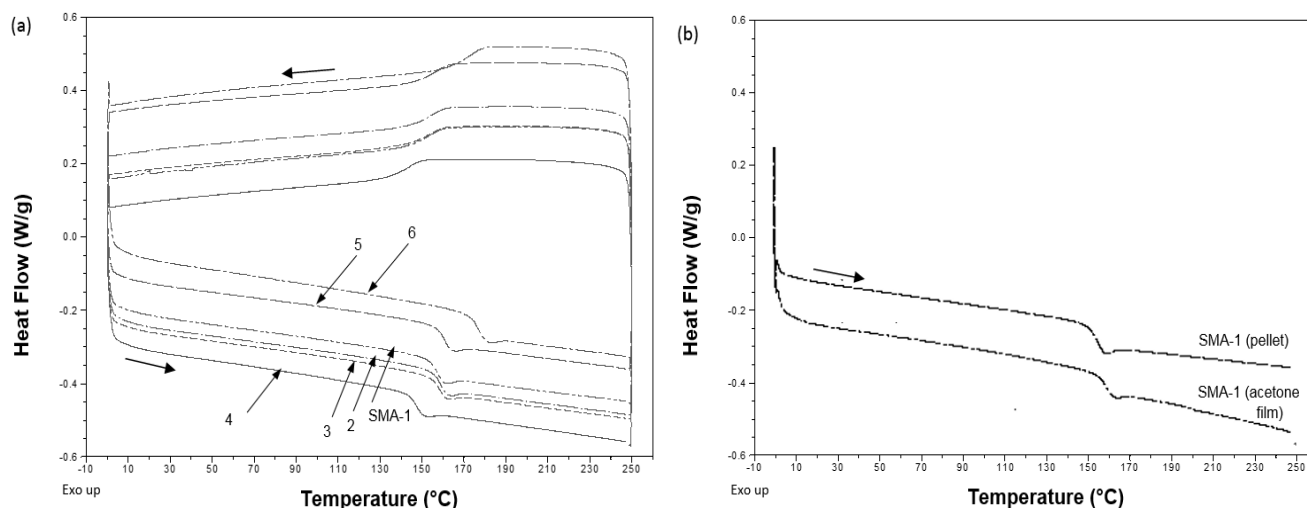 (a)
0.6
0.4
0.2
0.0
-0.2
-0.4
-0.6
Heat Flow (W/g)
5
6
4
3
2
SMA-1
-10 10 30 50 70 90 110 130 150 170 190 210 230 250
Exo up
Temperature (°C)
(b)
0.6
0.4
0.2
0.0
-0.2
-0.4
-0.6
Heat Flow (W/g)
SMA-1 (pellet)
SMA-1 (acetone
film)
-10 10 30 50 70 90 110 130 150 170 190 210 230 250
Exo up
Temperature (°C)